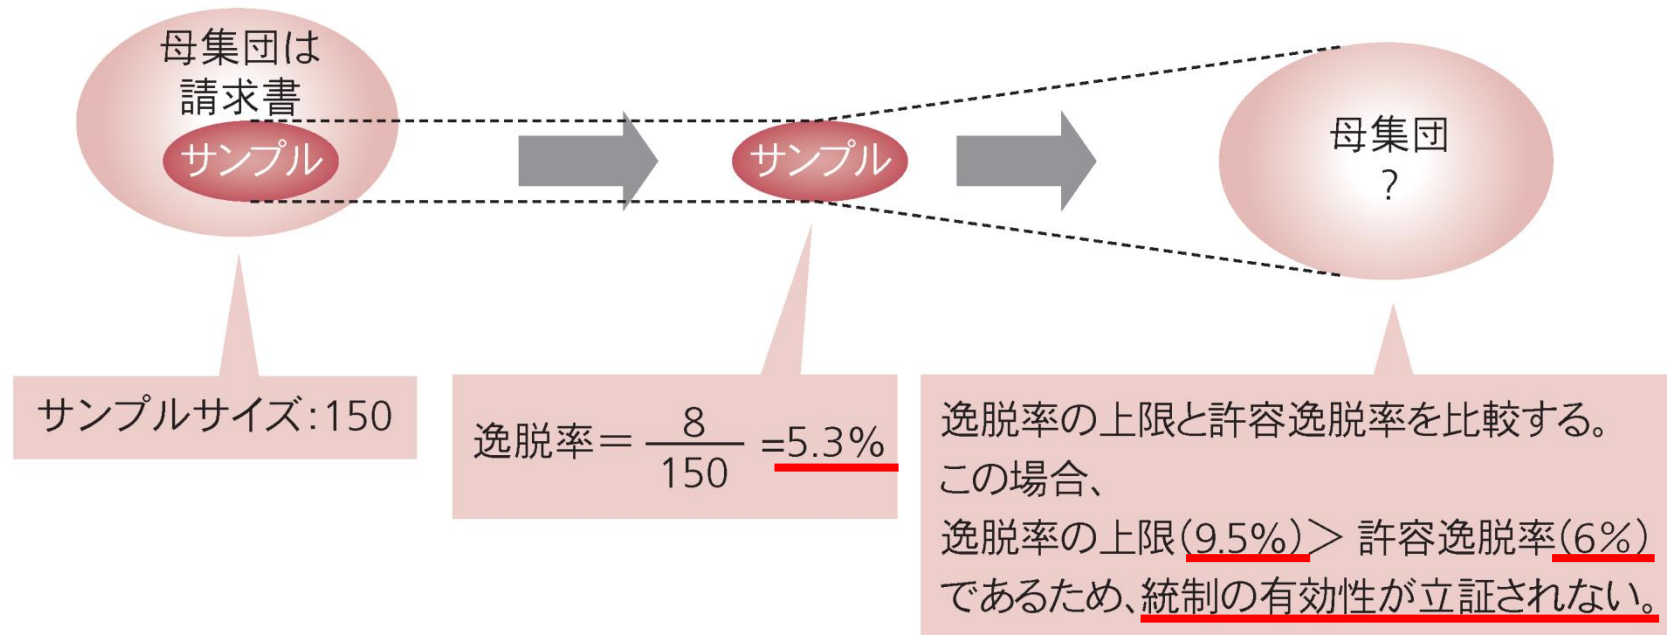 母集団は
請求書
サンプル
サンプル
母集団
?
サンプルサイズ:150
逸脱率＝8/150=5.3%
逸脱率の上限と許容逸脱率を比較する。
この場合、
逸脱率の上限(9.5%)＞ 許容逸脱率(6%)
であるため、統制の有効性が立証されない。